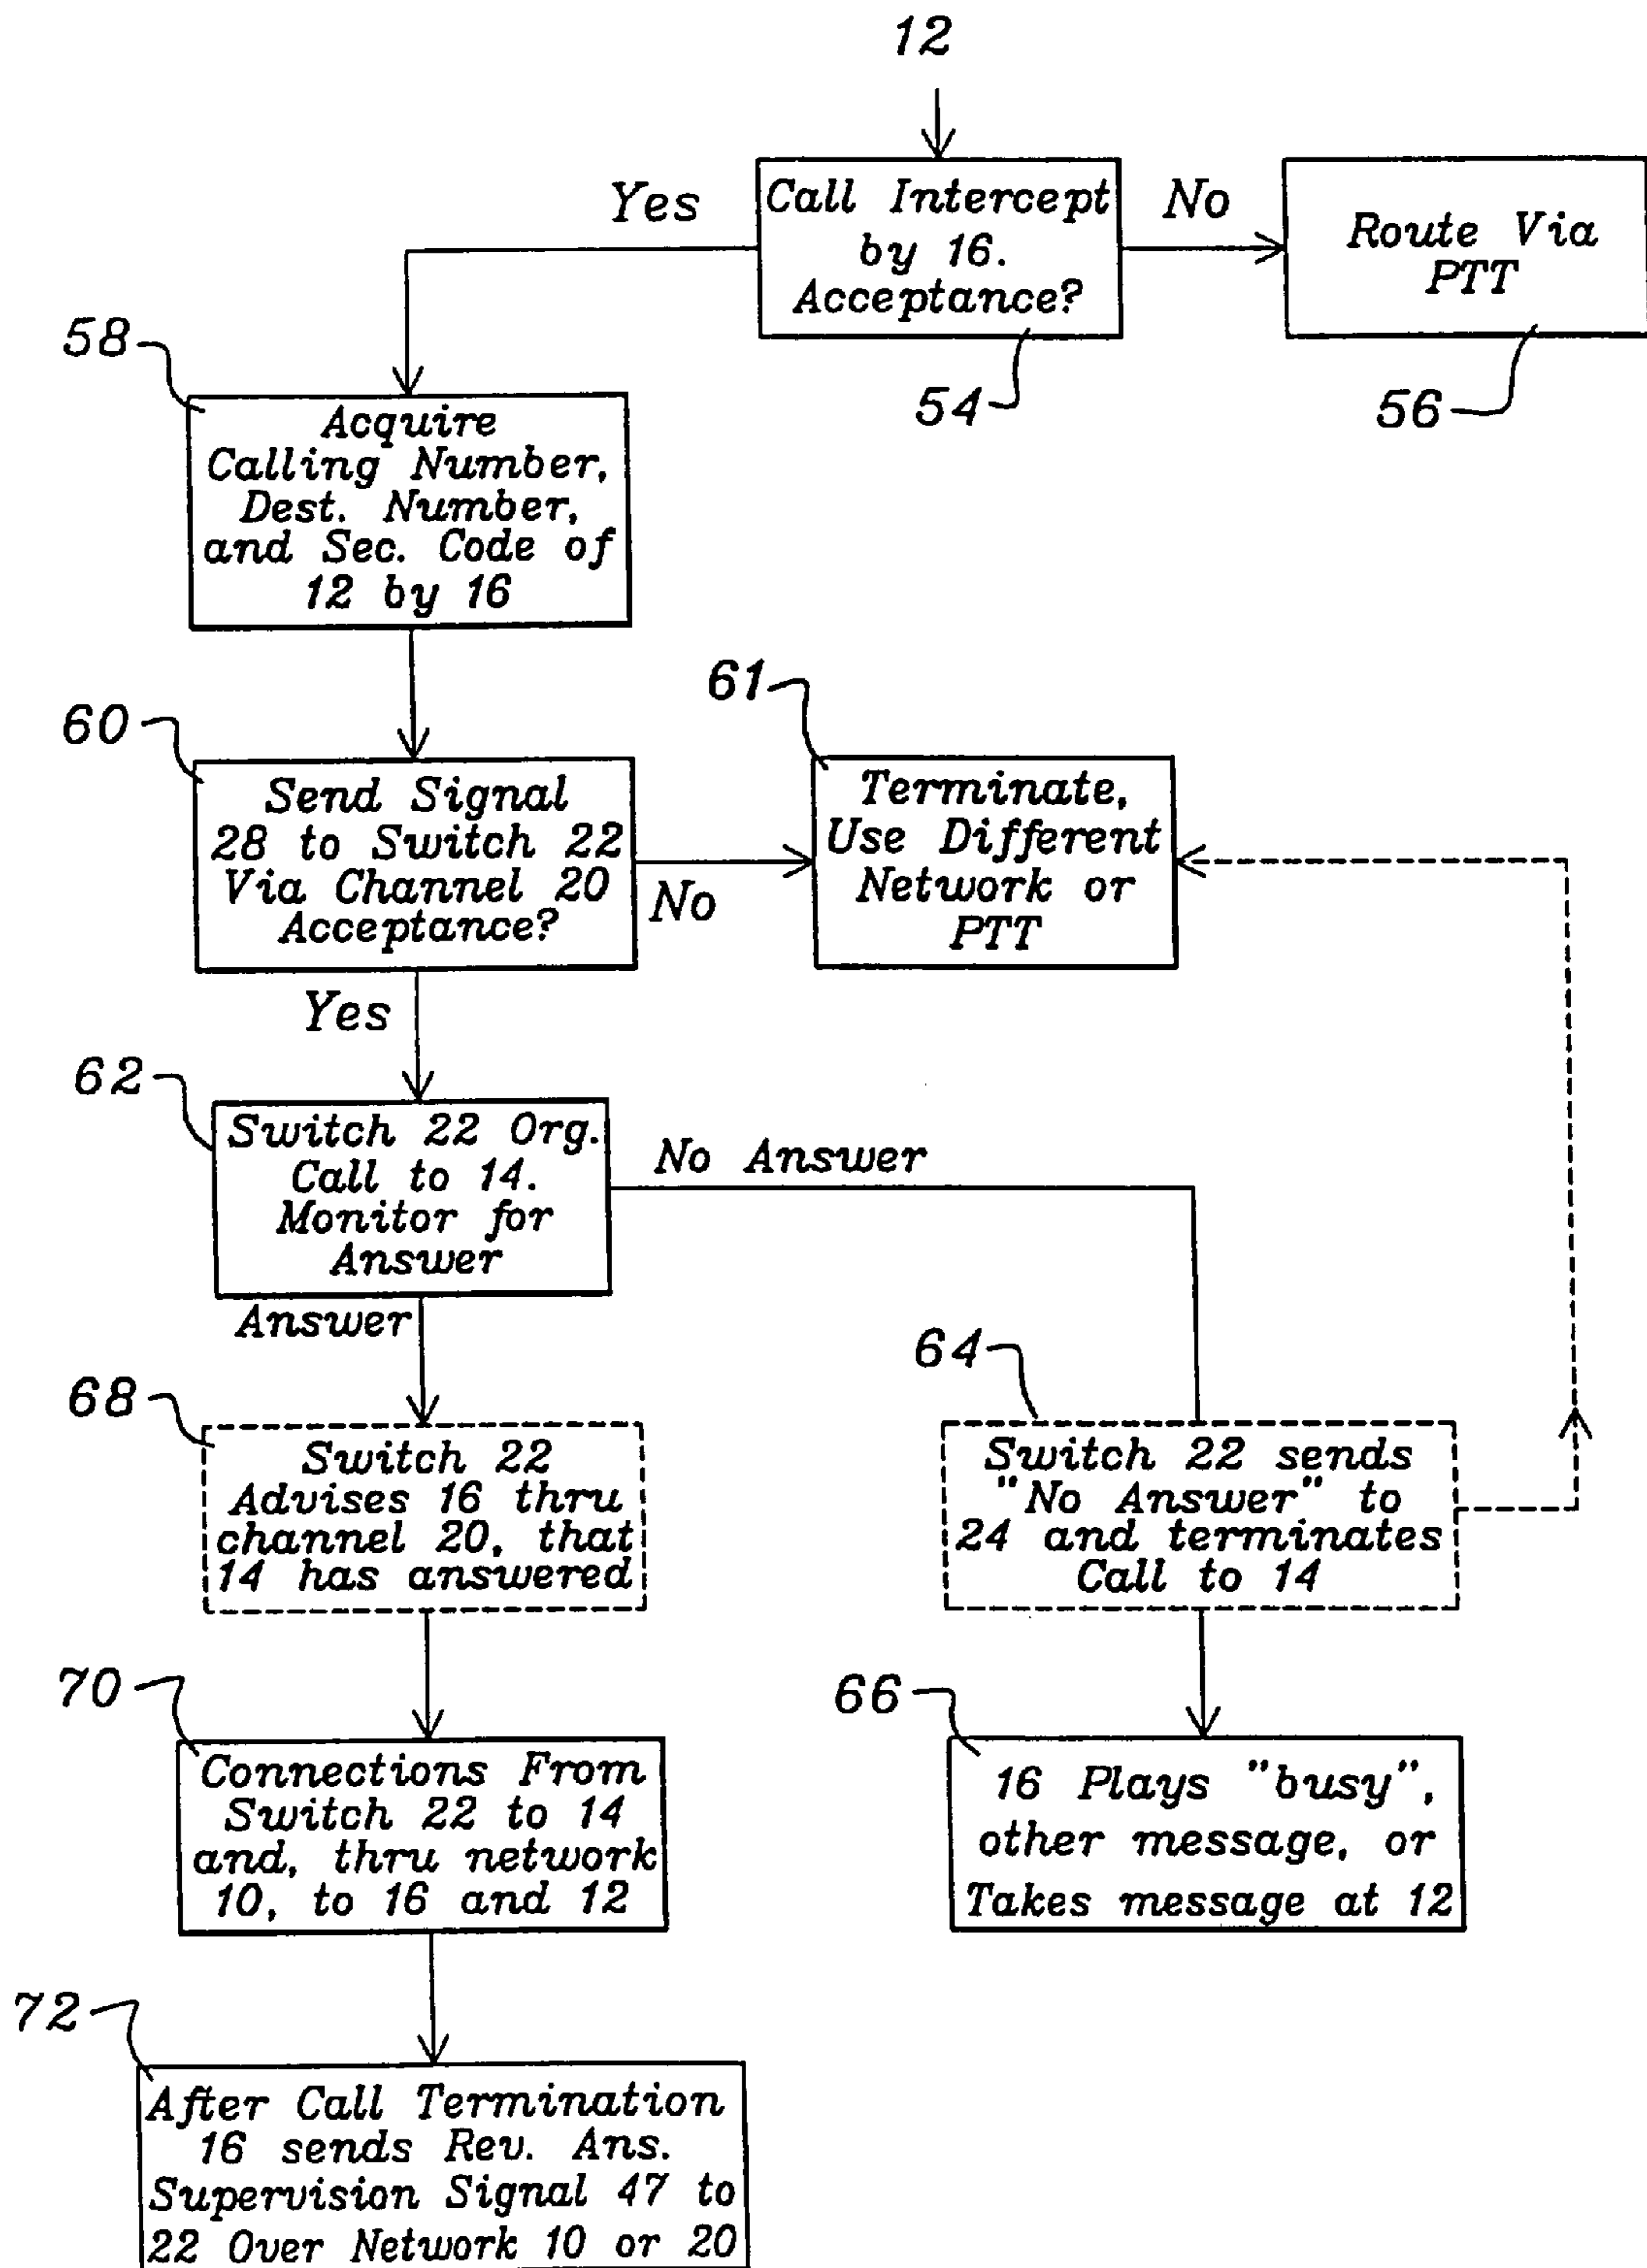 12
Yes
Call Intercept
by 16.
Acceptance?
No
Route Via
PTT
54
56
58
Acquire
Calling Number,
Dest. Number,
and Sec. Code of
12 by 16
60
Send Signal
28 to Switch 22
Via Channel 20
Acceptance?
No
61
Terminate,
Use Different
Network or
PTT
Yes
62
Switch 22 Org.
Call to 14.
Monitor for
Answer
No Answer
Answer
68
Switch 22
Advises 16 thru
channel 20, that
14 has answered
64
Switch 22 sends
"No Answer" to
24 and terminates
Call to 14
70
Connections From
Switch 22 to 14
and, thru network
10, to 16 and 12
66
16 Plays "busy",
other message, or
Takes message at 12
72
After Call Termination
16 sends Rev. Ans.
Supervision Signal 47 to
22 Over Network 10 or 20